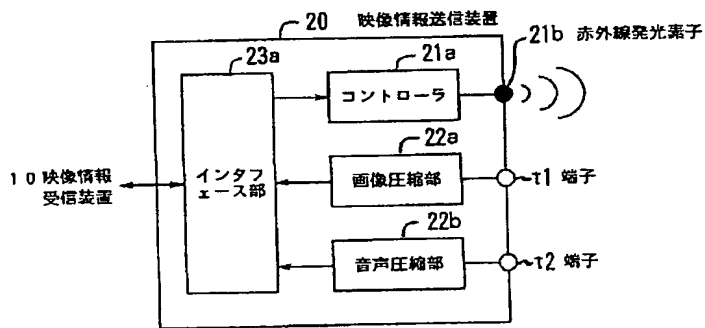 20 映像情報送信装置
23a
21a
21b 赤外線発光素子
コントローラ
22a
10 映像情報
受信装置
インタフ
ェース部
画像圧縮部
t1 端子
22b
音声圧縮部
t2 端子